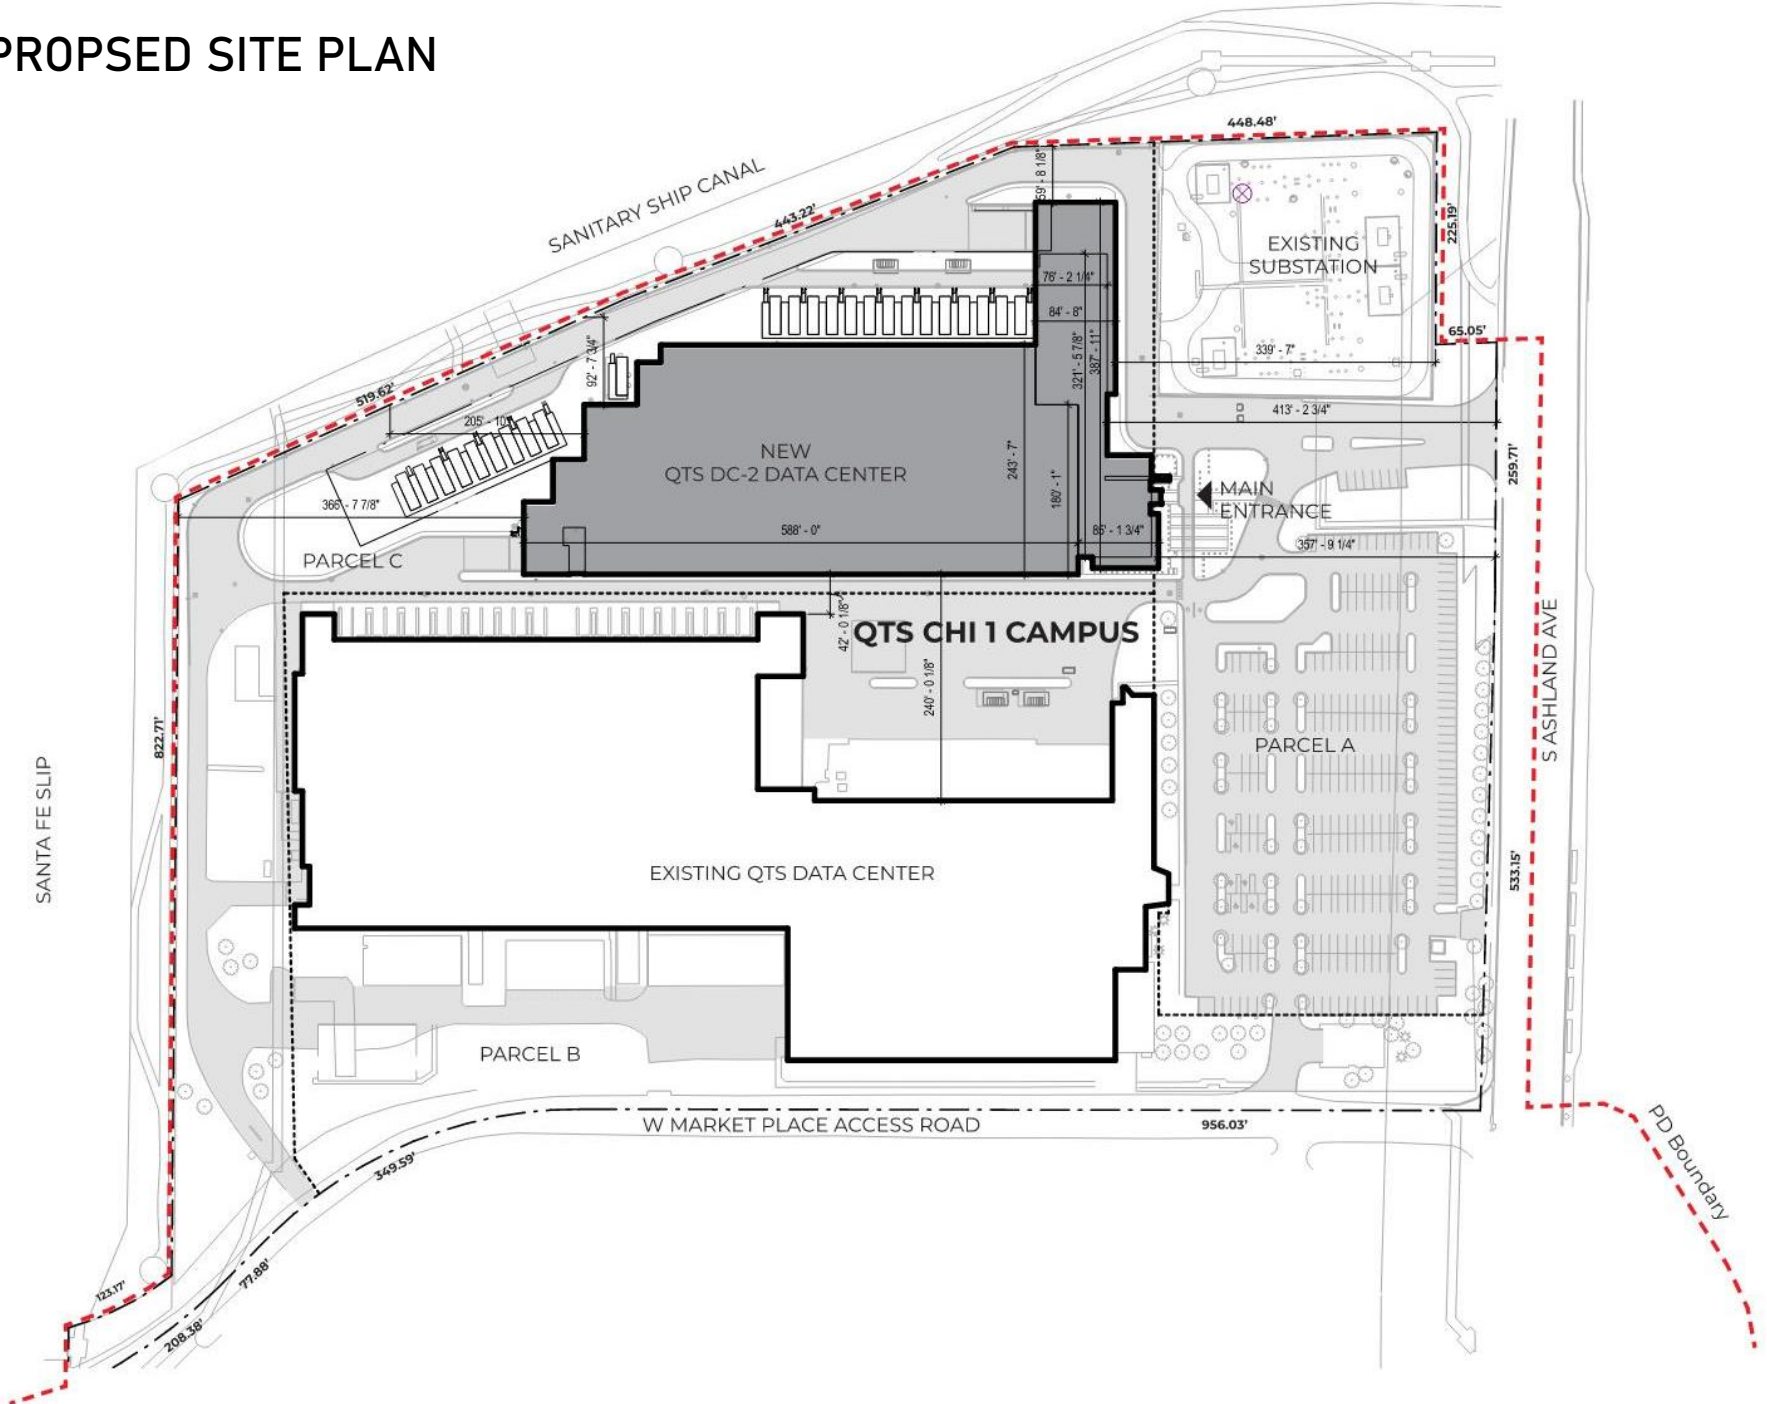 PROPSED SITE PLAN
448.48'
SANITARY SHIP CANAL
443.22'
59' - 8 1/8"
225.19'
EXISTING
SUBSTATION
76' - 2 1/4"
84' - 8"
65.05'
92' - 7 3/4"
321' - 5 7/8"
387' - 11"
339' - 7"
519.62'
205' - 10"
413' - 2 3/4"
NEW
QTS DC-2 DATA CENTER
243' - 7"
180' - 1"
259.71'
MAIN
ENTRANCE
366' - 7 7/8"
588' - 0"
85' - 1 3/4"
357' - 9 1/4"
PARCEL C
42' - 0 1/8"
QTS CHI 1 CAMPUS
240' - 0 1/8"
S ASHLAND AVE
822.71'
PARCEL A
SANTA FE SLIP
EXISTING QTS DATA CENTER
533.15'
PARCEL B
W MARKET PLACE ACCESS ROAD
956.03'
PD Boundary
349.59'
77.88'
123.17'
208.38'